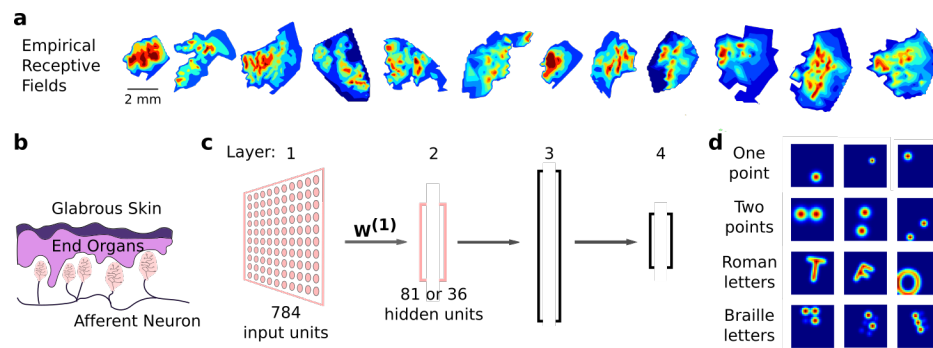 a
Empirical
Receptive
Fields
2 mm
b
Glabrous Skin
End Organs
Afferent Neuron
c
Layer: 1 2 3 4
W(1)
784
input units
81 or 36
hidden units
d
One
point
Two
points
Roman
letters
T F O
Braille
letters